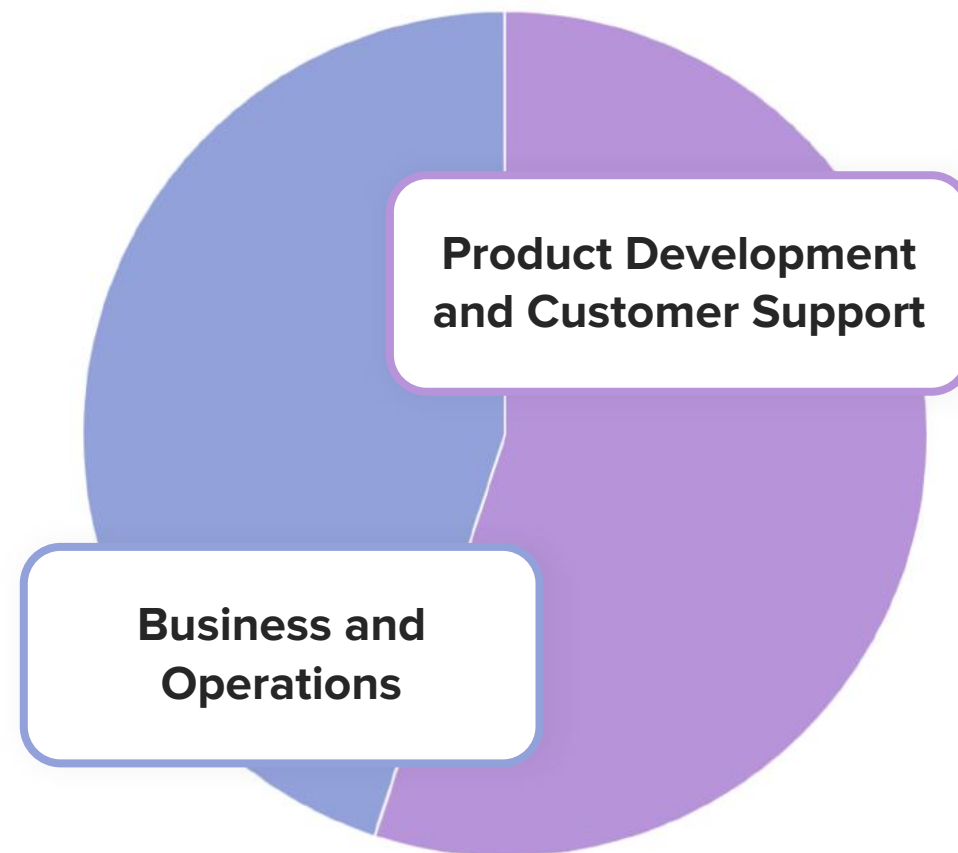 Product Development
and Customer Support
Business and
Operations